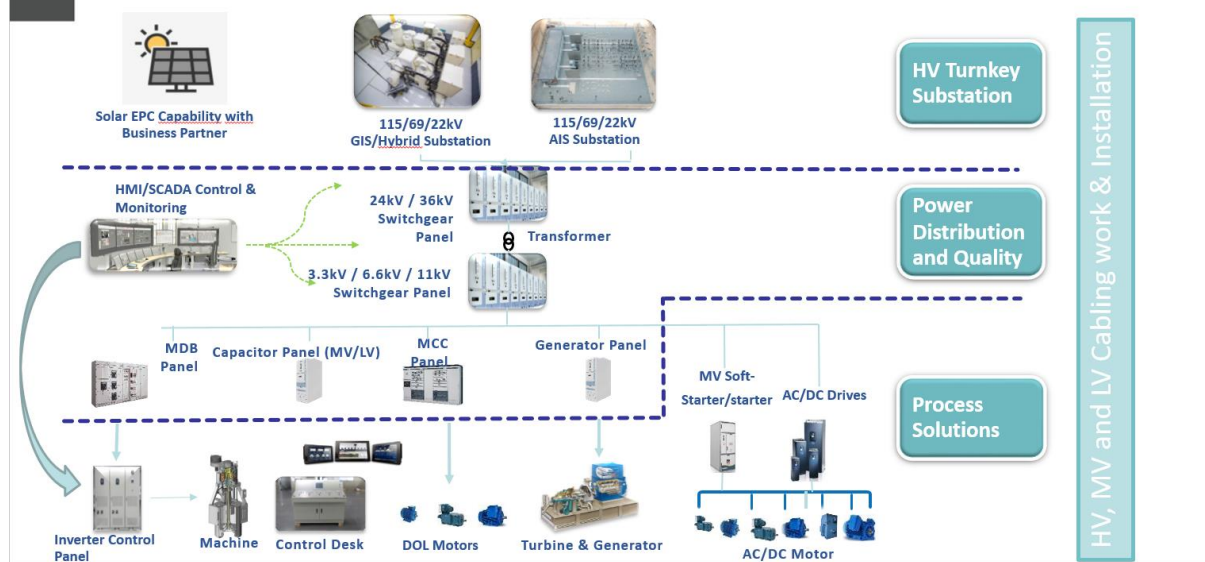 Solar EPC Capability with
Business Partner
115/69/22kV
GIS/Hybrid Substation
115/69/22kV
AIS Substation
HV Turnkey
Substation
HMI/SCADA Control &
Monitoring
24kV / 36kV
Switchgear
Panel
Transformer
3.3kV / 6.6kV / 11kV
Switchgear Panel
Power
Distribution
and Quality
MDB
Panel
Capacitor Panel (MV/LV)
MCC
Panel
Generator Panel
MV Soft-
Starter/starter
AC/DC Drives
Process
Solutions
Inverter Control
Panel
Machine
Control Desk
DOL Motors
Turbine & Generator
AC/DC Motor
HV, MV and LV Cabling work & Installation